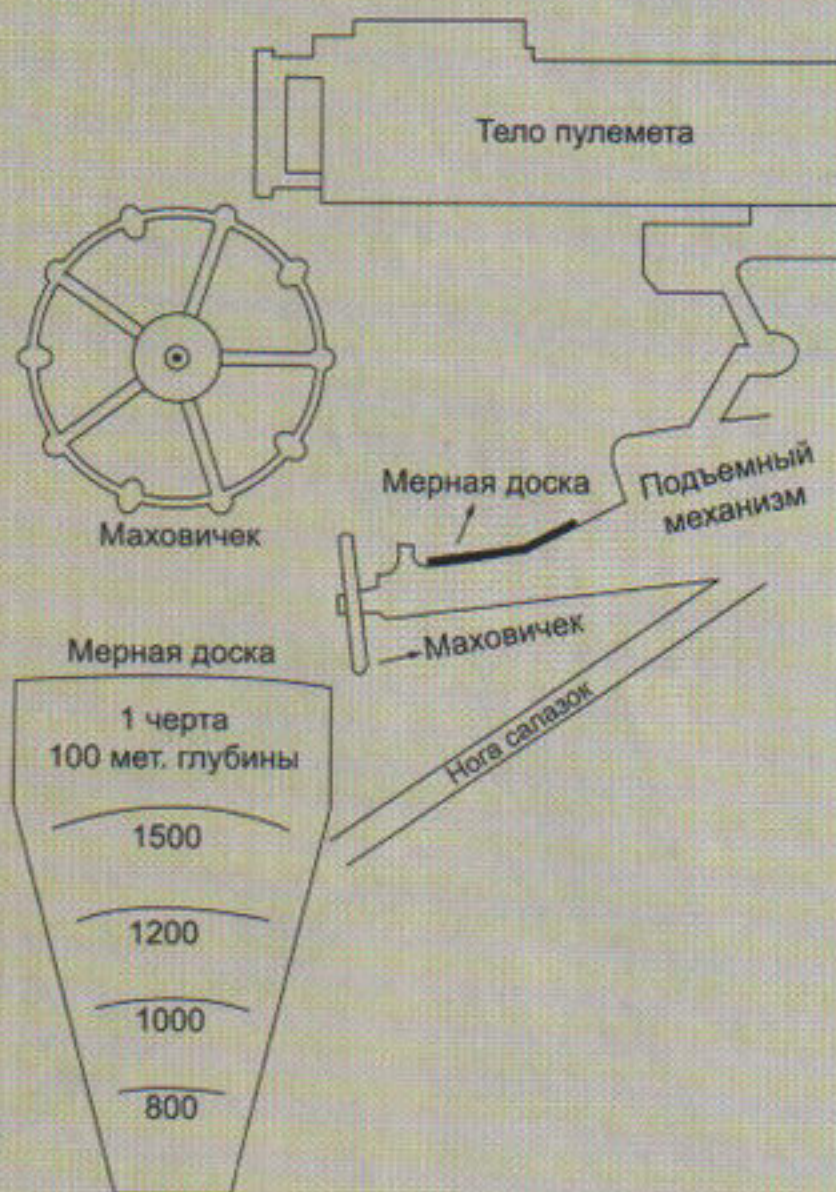 Тело пулемета
Маховичек
Мерная доска
Подъемный
механизм
Маховичек
Нога салазок
Мерная доска
1 черта
100 мет. глубины
1500
1200
1000
800